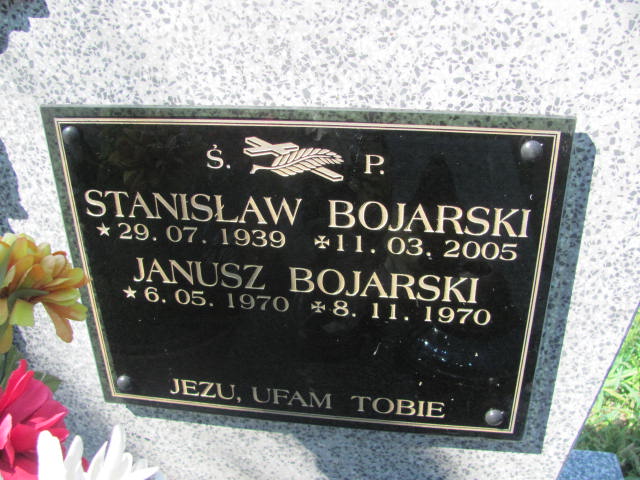 Ś. P.
STANISŁAW BOJARSKI
★ 29. 07. 1939 ✠ 11. 03. 2005
JANUSZ BOJARSKI
★ 6. 05. 1970 ✠ 8. 11. 1970
JEZU, UFAM TOBIE